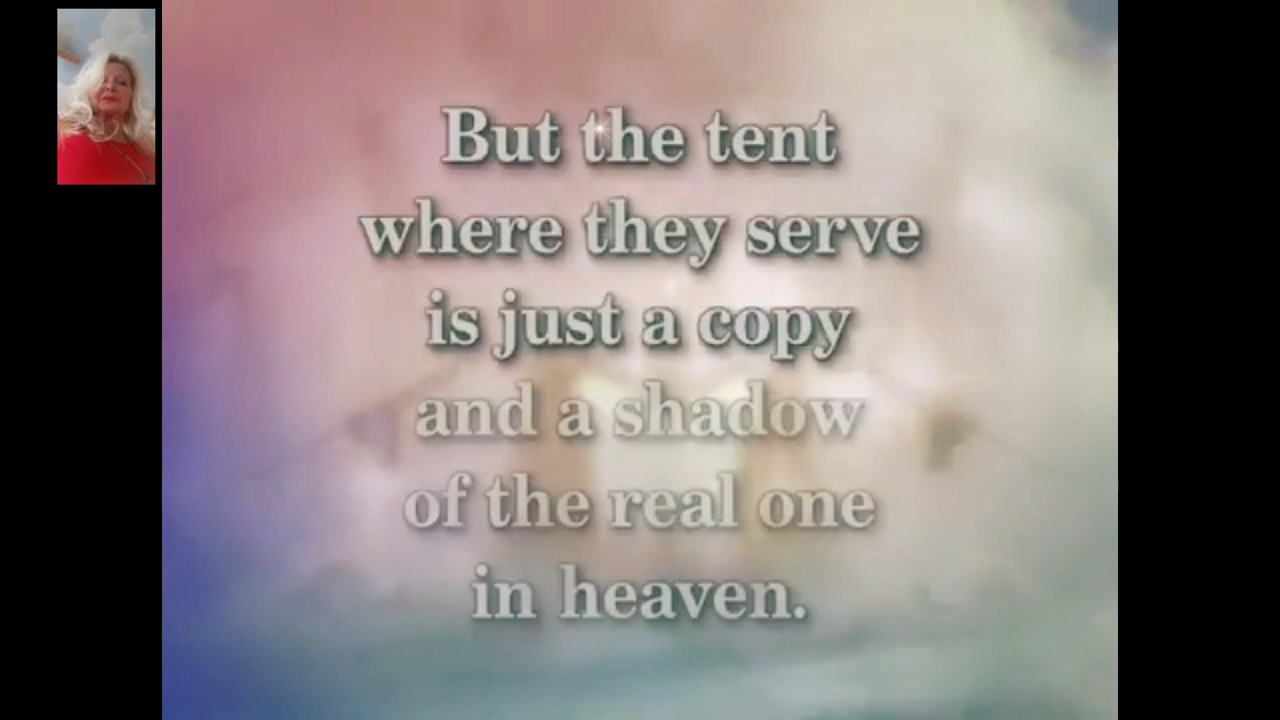 But the tent
where they serve
is just a copy
and a shadow
of the real one
in heaven.